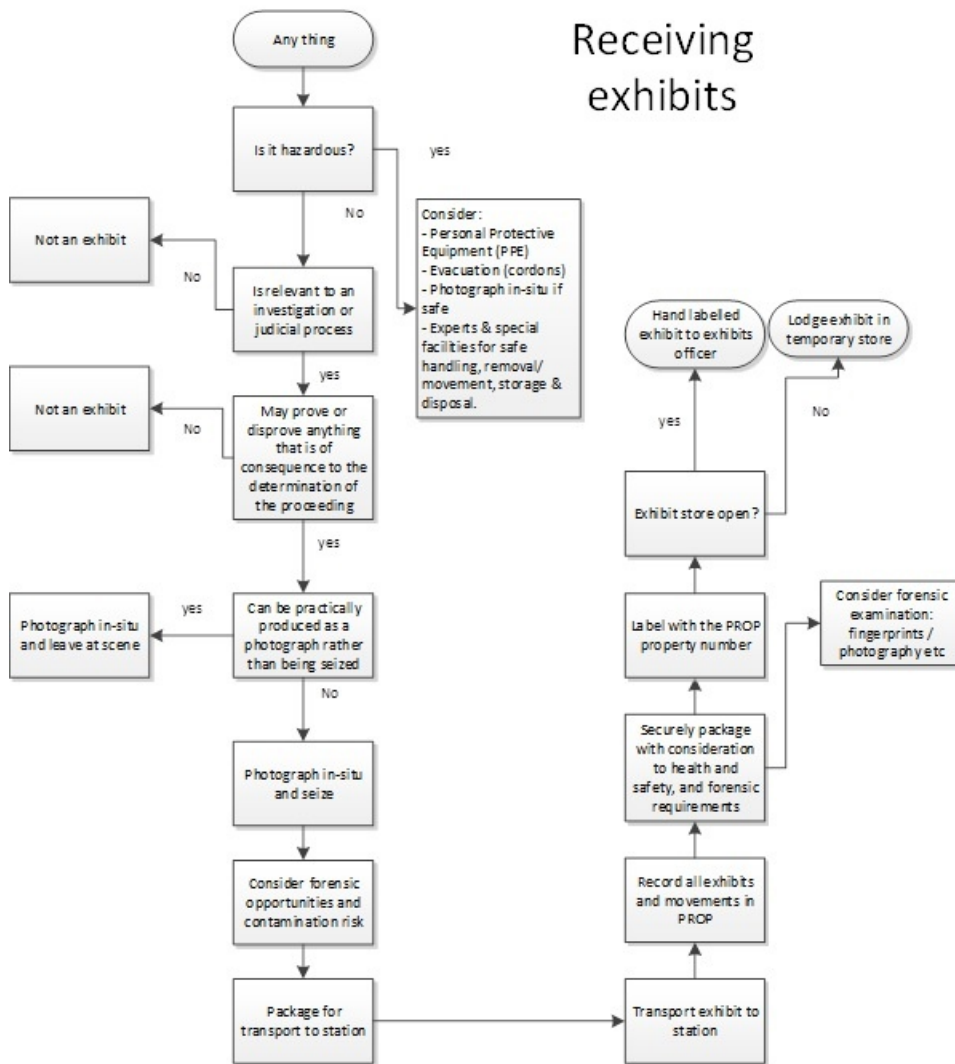 Receiving
exhibits
Any thing
Is it hazardous?
yes
No
Consider:
- Personal Protective
Equipment (PPE)
- Evacuation (cordons)
- Photograph in-situ if
safe
- Experts & special
facilities for safe
handling, removal/
movement, storage &
disposal.
Not an exhibit
No
Is relevant to an
investigation or
judicial process
yes
Not an exhibit
No
May prove or
disprove anything
that is of
consequence to the
determination of
the proceeding
yes
Photograph in-situ
and leave at scene
yes
Can be practically
produced as a
photograph rather
than being seized
No
Photograph in-situ
and seize
Consider forensic
opportunities and
contamination risk
Package for
transport to station
Transport exhibit to
station
Record all exhibits
and movements in
PROP
Securely package
with consideration
to health and
safety, and forensic
requirements
Consider forensic
examination:
fingerprints /
photography etc
Label with the PROP
property number
Exhibit store open?
yes
No
Hand labelled
exhibit to exhibits
officer
Lodge exhibit in
temporary store